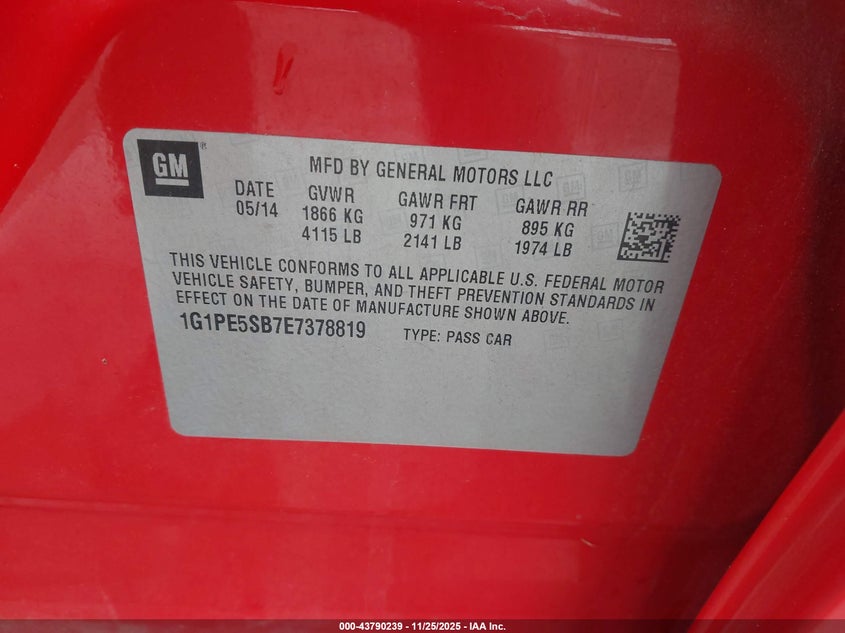 GM
MFD BY GENERAL MOTORS LLC
DATE GVWR GAWR FRT GAWR RR
05/14 1866 KG 971 KG 895 KG
4115 LB 2141 LB 1974 LB
THIS VEHICLE CONFORMS TO ALL APPLICABLE U.S. FEDERAL MOTOR
VEHICLE SAFETY, BUMPER, AND THEFT PREVENTION STANDARDS IN
EFFECT ON THE DATE OF MANUFACTURE SHOWN ABOVE.
1G1PE5SB7E7378819 TYPE: PASS CAR
000-43790239 - 11/25/2025 - IAA Inc.